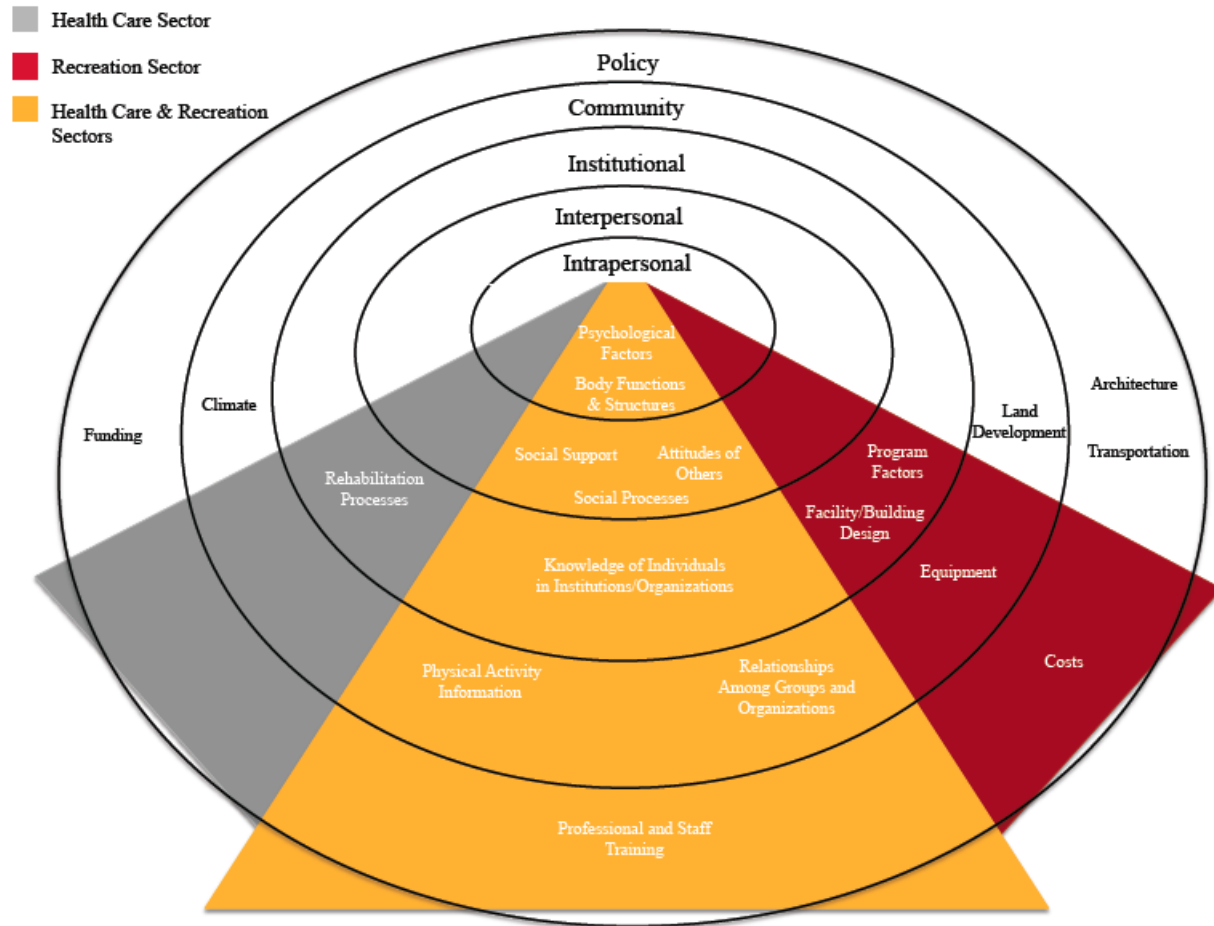 Health Care Sector
Recreation Sector
Health Care & Recreation
Sectors
Policy
Community
Institutional
Interpersonal
Intrapersonal
Psychological
Factors
Body Functions
& Structures
Social Support
Attitudes of
Others
Social Processes
Funding
Climate
Rehabilitation
Processes
Program
Factors
Facility/Building
Design
Land
Development
Architecture
Transportation
Equipment
Costs
Knowledge of Individuals
in Institutions/Organizations
Physical Activity
Information
Relationships
Among Groups and
Organizations
Professional and Staff
Training